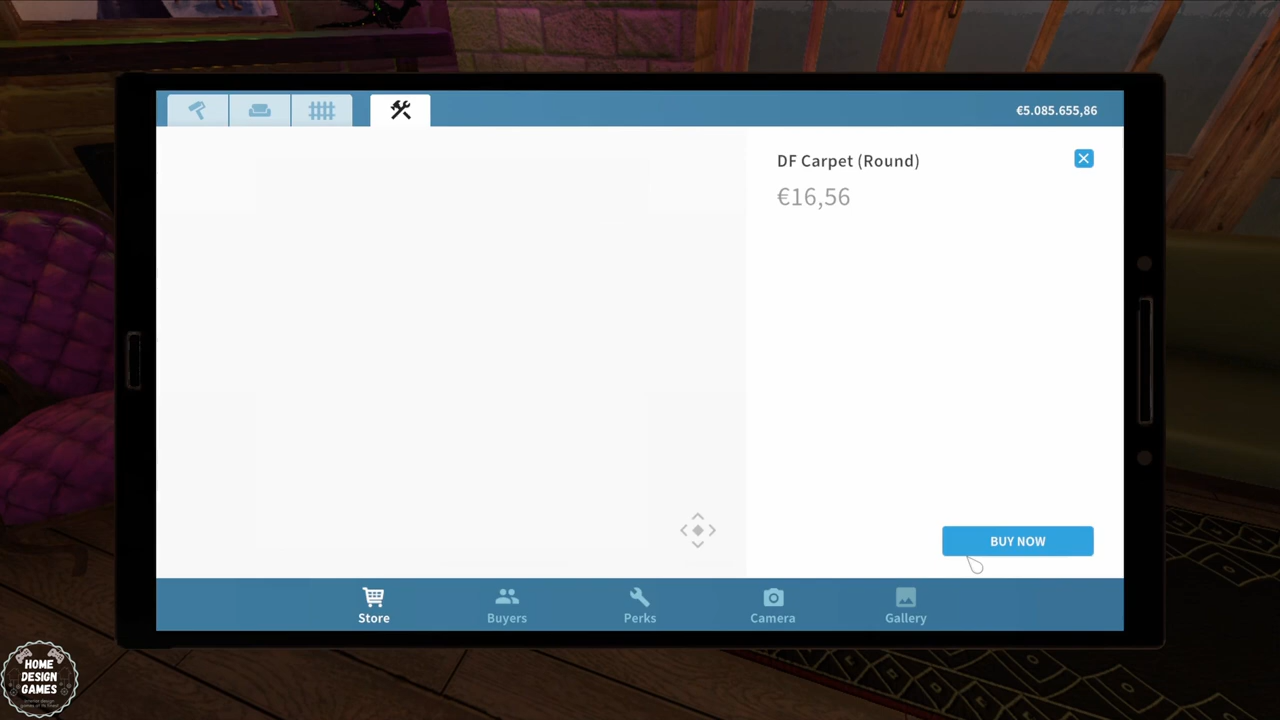 €5.085.655,86
DF Carpet (Round)
€16,56
BUY NOW
Store
Buyers
Perks
Camera
Gallery
HOME
DESIGN
GAMES